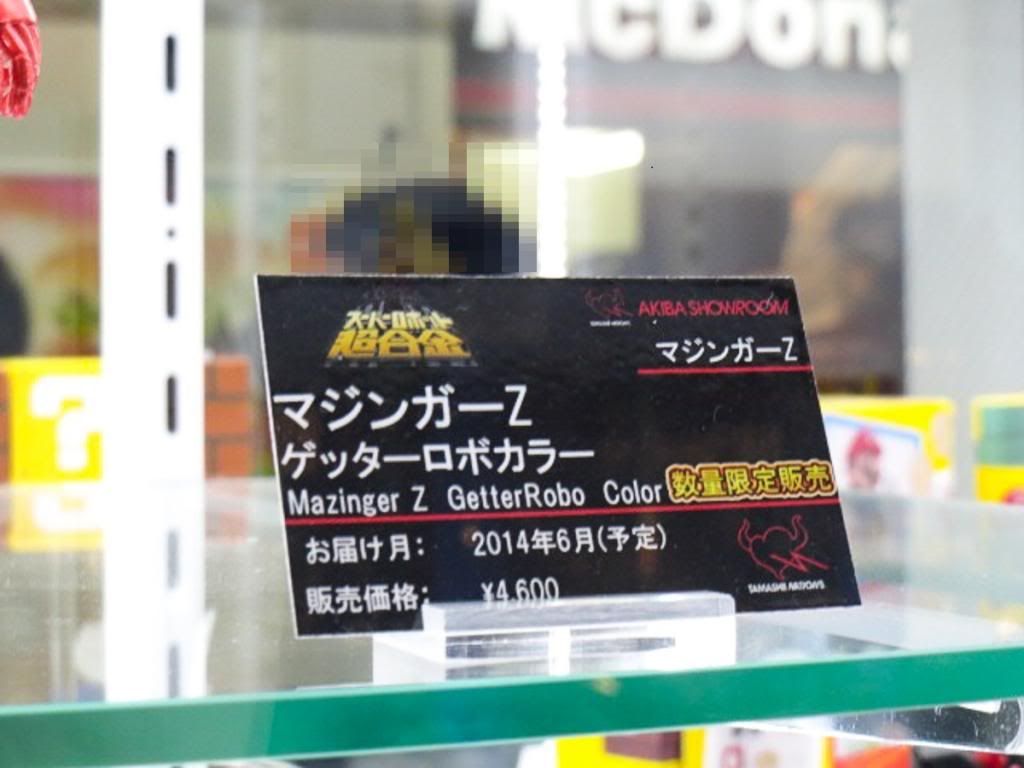 McDona
スーパーロボット
超合金
TAMASHII NATIONS
AKIBA SHOWROOM
マジンガーZ
マジンガーZ
ゲッターロボカラー
Mazinger Z GetterRobo Color
数量限定販売
お届け月: 2014年6月(予定)
販売価格: ¥4,600
TAMASHII NATIONS
?